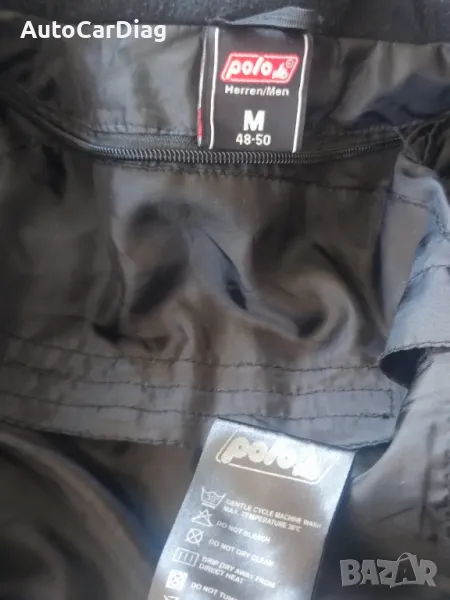 AutoCarDiag
polo
Herren/Men
M
48-50
polo
GENTLE CYCLE MACHINE WASH
MAX. TEMPERATURE 30°C
DO NOT BLEACH
DO NOT DRY CLEAN
DRIP DRY AWAY FROM
DIRECT HEAT
DO NOT
BAZAR.BG